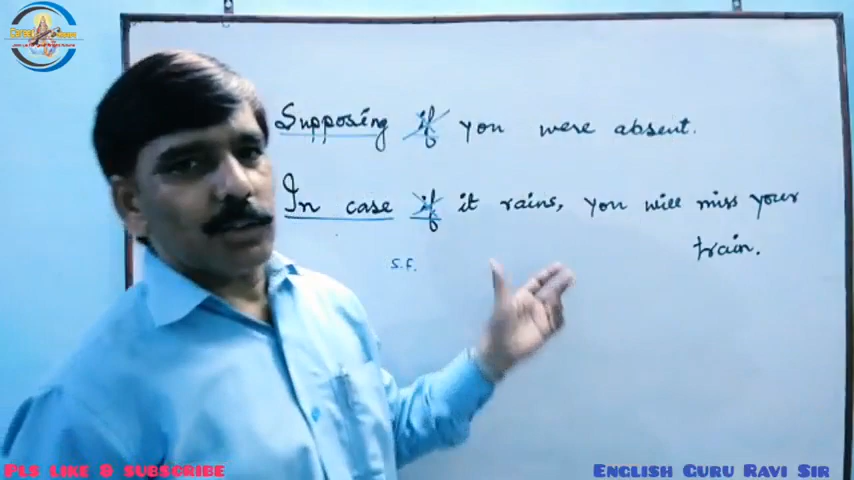 Supposing if you were absent.
In case if it rains, you will miss your
train.
S.F.
PLS LIKE & SUBSCRIBE
ENGLISH GURU RAVI SIR